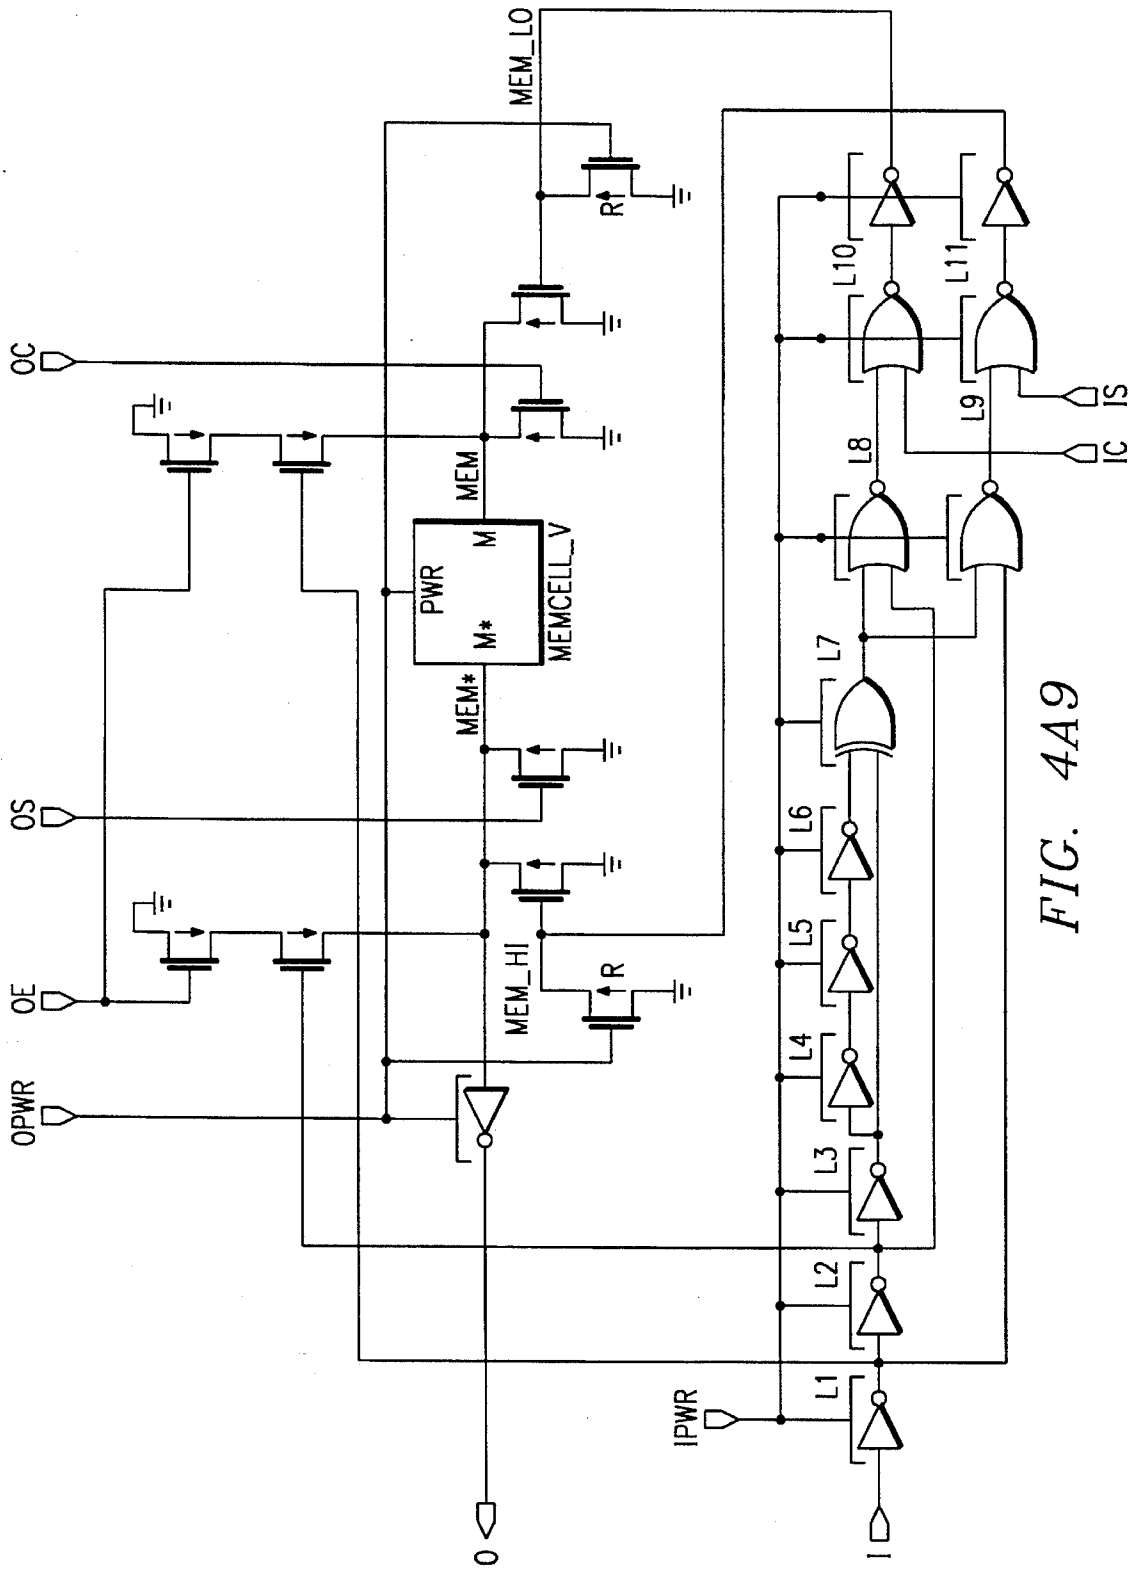 OPWR
OE
OS
OC
MEM_LO
R
MEM_HI
R
MEM*
M*
PWR
M
MEM
MEMCELL_V
O
IPWR
I
L1
L2
L3
L4
L5
L6
L7
L8
L9
L10
L11
IC
IS
FIG. 4A9